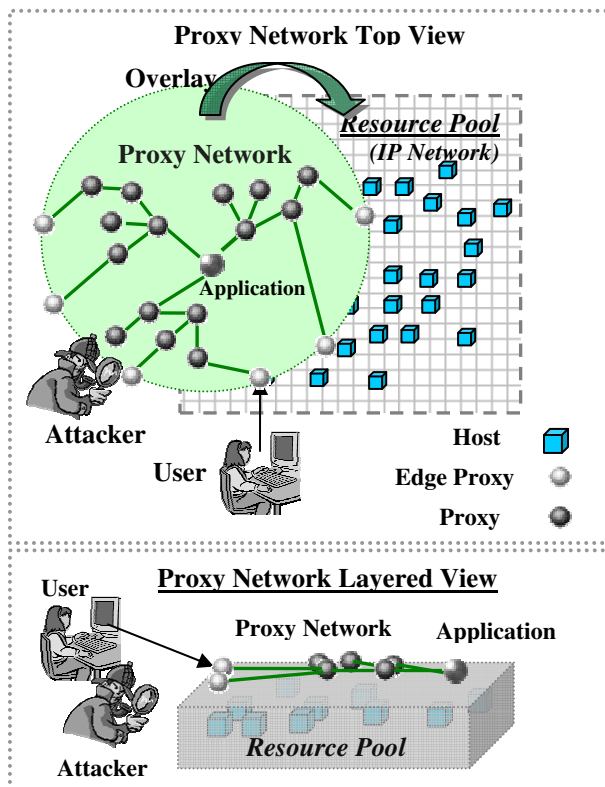 Proxy Network Top View
Overlay
Resource Pool
(IP Network)
Proxy Network
Application
Attacker
User
Host
Edge Proxy
Proxy
Proxy Network Layered View
User
Proxy Network
Application
Resource Pool
Attacker